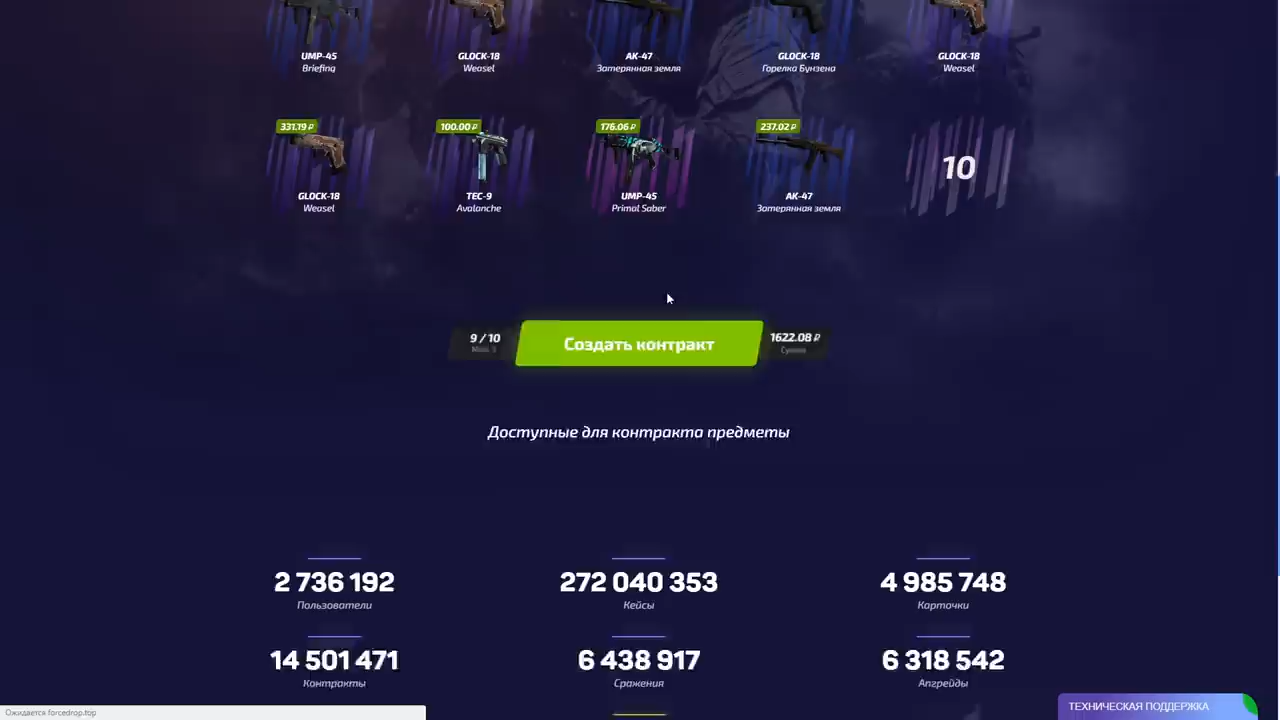 UMP-45 GLOCK-18 AK-47 GLOCK-18 GLOCK-18
Briefing Weasel Затерянная земля Горелка Бунзена Weasel
331.19 ₽ 100.00 ₽ 176.06 ₽ 237.02 ₽
10
GLOCK-18 TEC-9 UMP-45 AK-47
Weasel Avalanche Primal Saber Затерянная земля
9 / 10 Создать контракт 1622.08 ₽
Мин. 3 Сумма
Доступные для контракта предметы
2 736 192 272 040 353 4 985 748
Пользователи Кейсы Карточки
14 501 471 6 438 917 6 318 542
Контракты Сражения Апгрейды
Ожидается forcedrop.top ТЕХНИЧЕСКАЯ ПОДДЕРЖКА